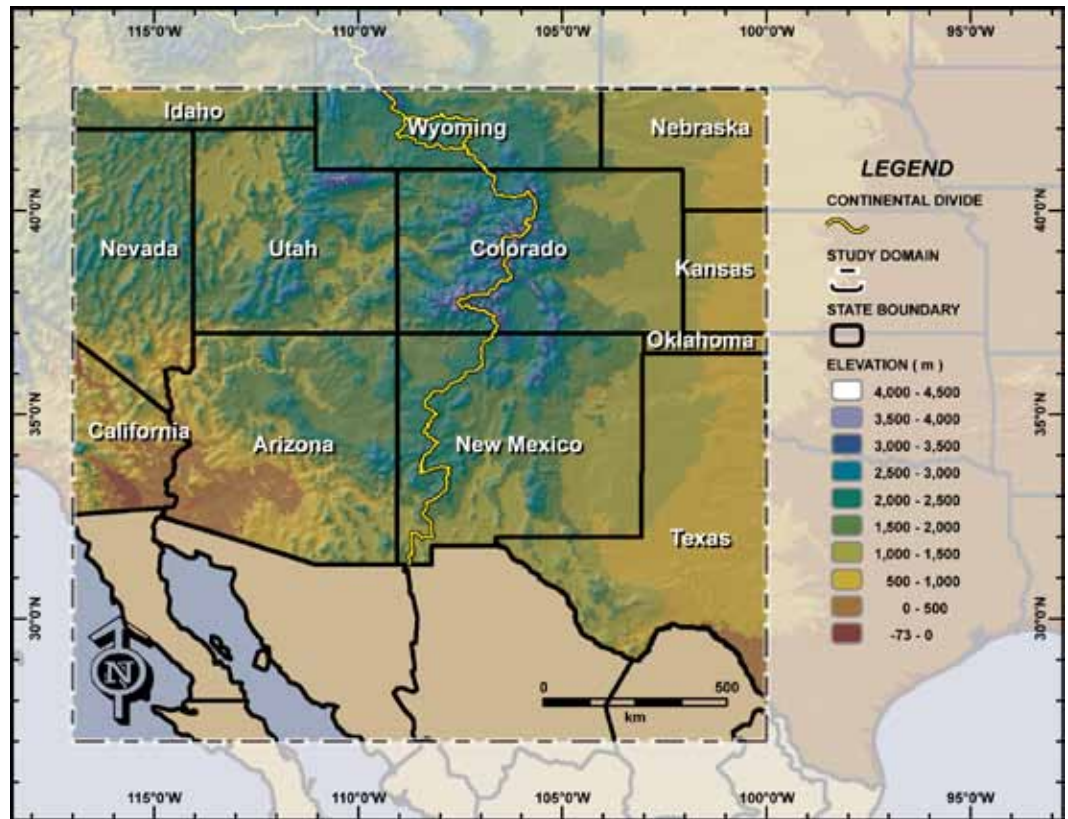 115°0'W 110°0'W 105°0'W 100°0'W 95°0'W
Idaho
Wyoming
Nebraska
Nevada
Utah
Colorado
Kansas
Oklahoma
California
Arizona
New Mexico
Texas
40°0'N
35°0'N
30°0'N
LEGEND
CONTINENTAL DIVIDE
STUDY DOMAIN
STATE BOUNDARY
ELEVATION ( m )
4,000 - 4,500
3,500 - 4,000
3,000 - 3,500
2,500 - 3,000
2,000 - 2,500
1,500 - 2,000
1,000 - 1,500
500 - 1,000
0 - 500
-73 - 0
40°0'N
35°0'N
30°0'N
N
0 500
km
115°0'W 110°0'W 105°0'W 100°0'W 95°0'W